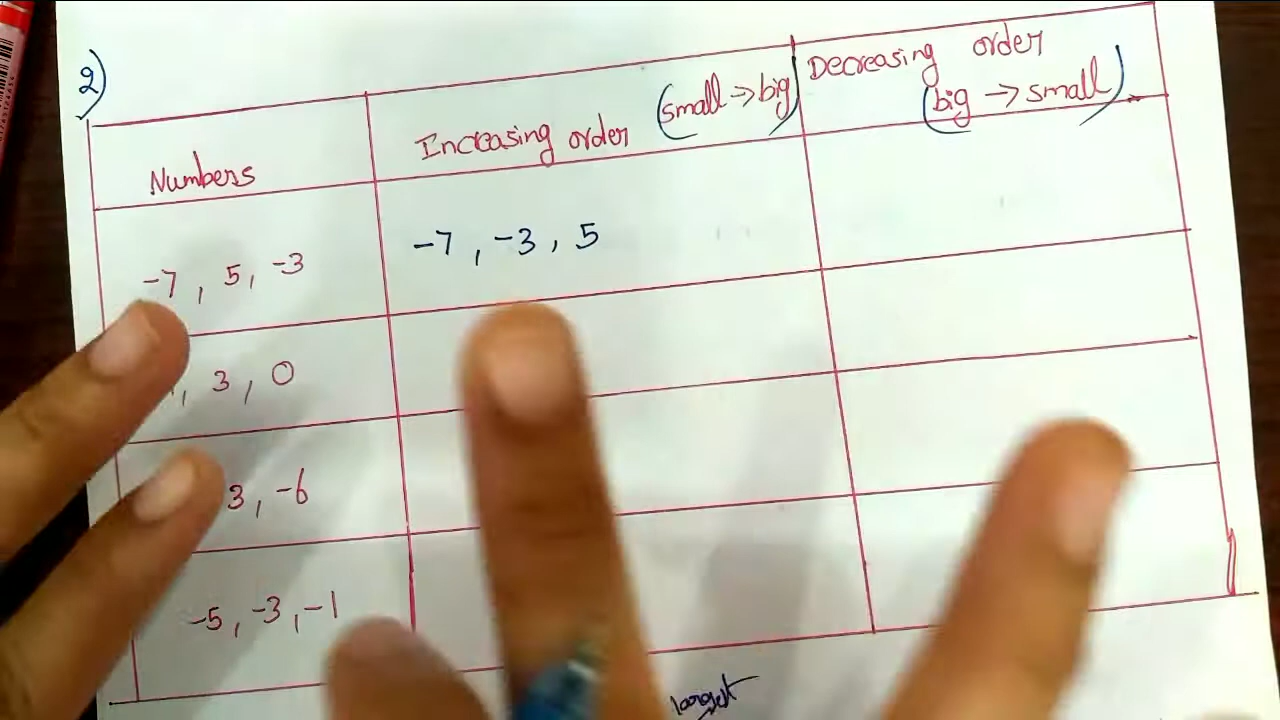 2)
Numbers
Increasing order (small → big)
Decreasing order
(big → small)
-7, 5, -3
-7, -3, 5
, 3, 0
3, -6
-5, -3, -1
largest